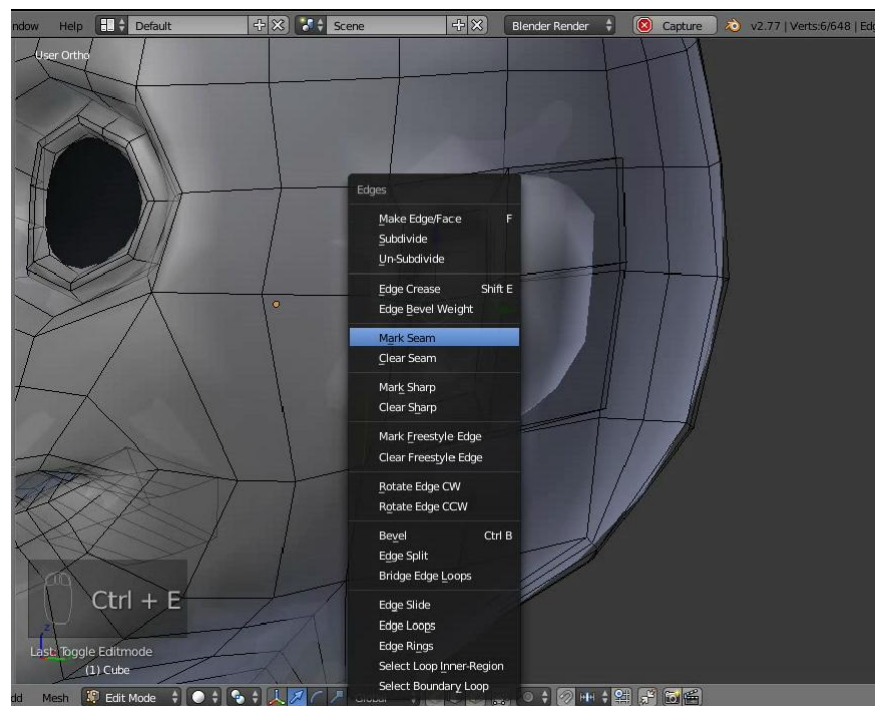 ndow Help Default Scene Blender Render Capture v2.77 | Verts:6/648 | Ed
User Ortho
Edges
Make Edge/Face F
Subdivide
Un-Subdivide
Edge Crease Shift E
Edge Bevel Weight
Mark Seam
Clear Seam
Mark Sharp
Clear Sharp
Mark Freestyle Edge
Clear Freestyle Edge
Rotate Edge CW
Rotate Edge CCW
Bevel Ctrl B
Edge Split
Bridge Edge Loops
Edge Slide
Edge Loops
Edge Rings
Select Loop Inner-Region
Select Boundary Loop
Ctrl + E
z
Last: Toggle Editmode
(1) Cube
dd Mesh Edit Mode Global